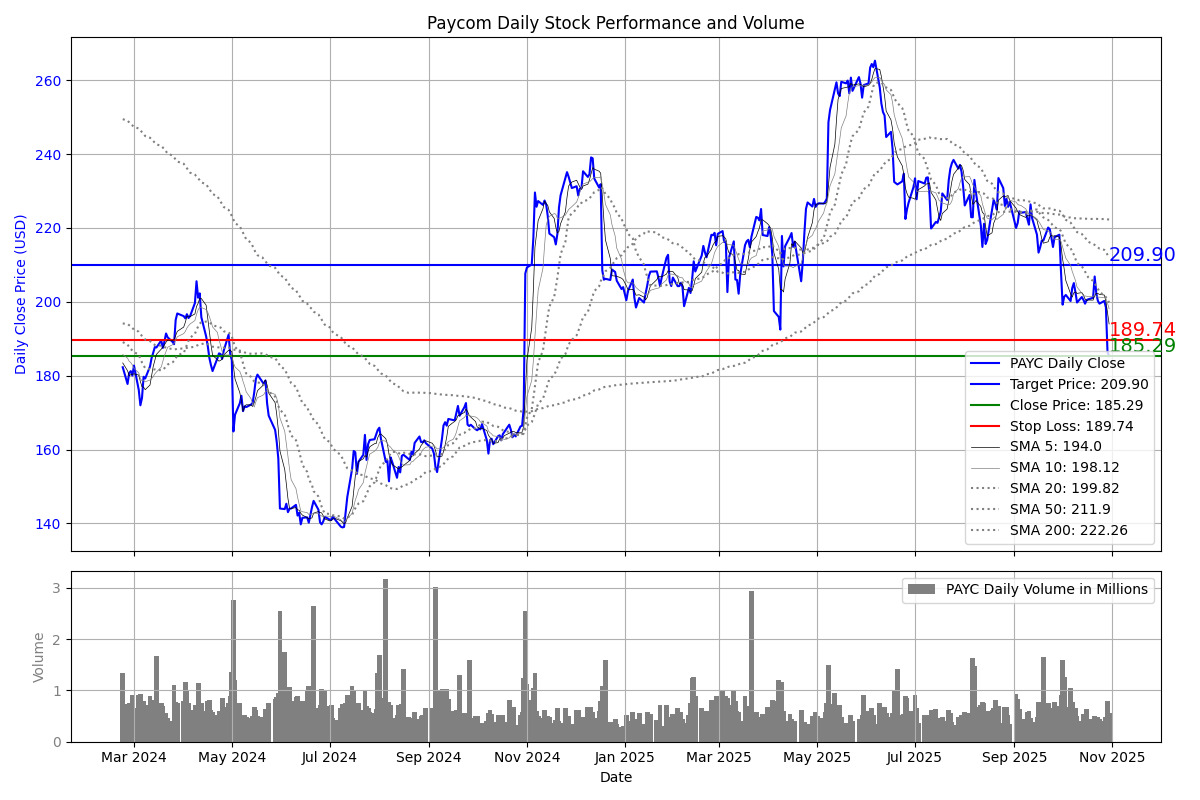 Paycom Daily Stock Performance and Volume
Daily Close Price (USD)
260
240
220
200
180
160
140
209.90
189.74
185.29
PAYC Daily Close
Target Price: 209.90
Close Price: 185.29
Stop Loss: 189.74
SMA 5: 194.0
SMA 10: 198.12
SMA 20: 199.82
SMA 50: 211.9
SMA 200: 222.26
Volume
3
2
1
0
PAYC Daily Volume in Millions
Mar 2024 May 2024 Jul 2024 Sep 2024 Nov 2024 Jan 2025 Mar 2025 May 2025 Jul 2025 Sep 2025 Nov 2025
Date